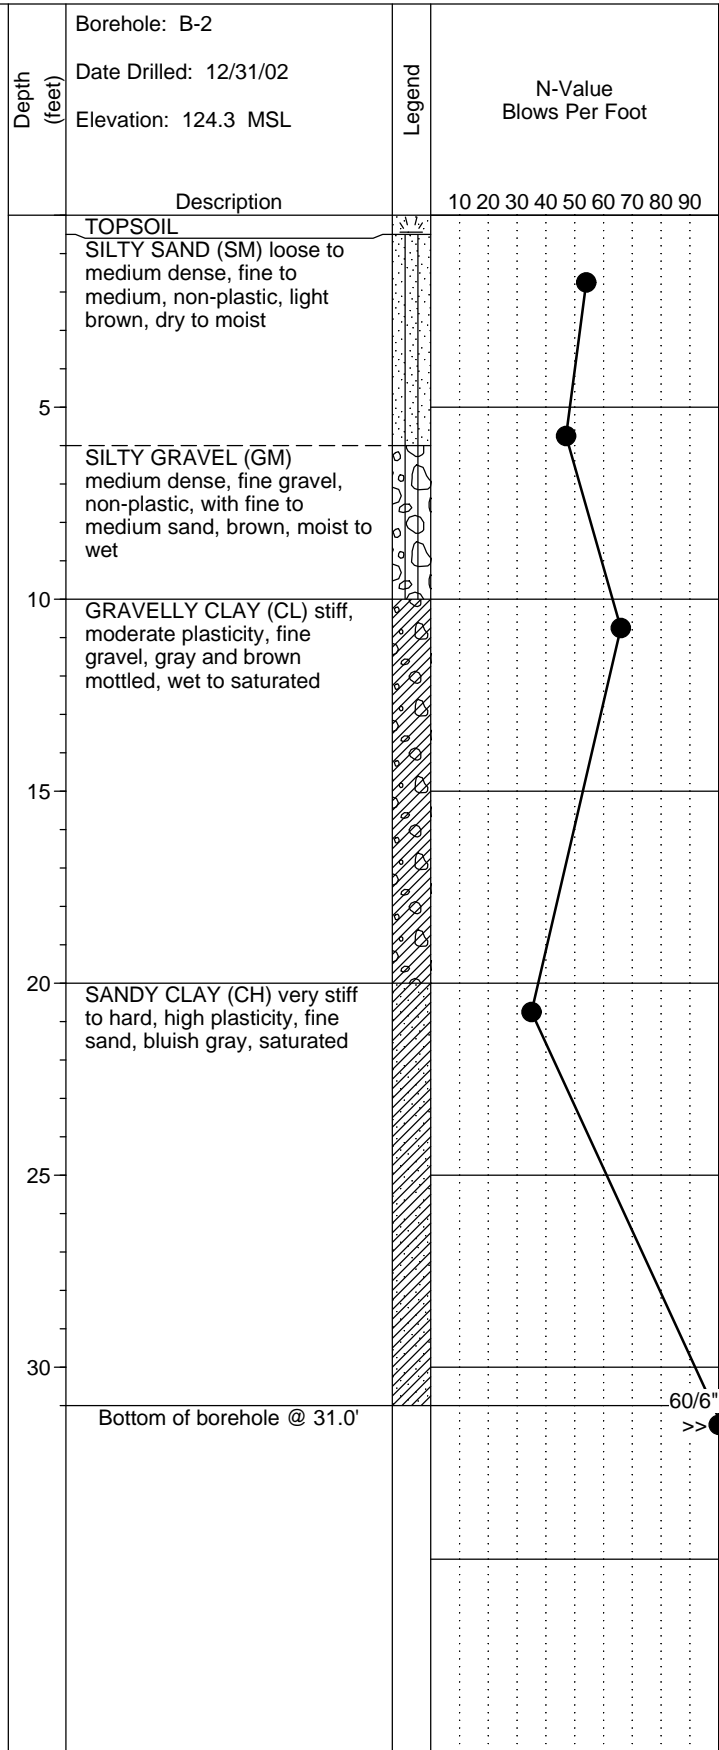 Depth
(feet)
Borehole: B-2
Date Drilled: 12/31/02
Elevation: 124.3 MSL
Description
Legend
N-Value
Blows Per Foot
10 20 30 40 50 60 70 80 90
TOPSOIL
SILTY SAND (SM) loose to
medium dense, fine to
medium, non-plastic, light
brown, dry to moist
5
SILTY GRAVEL (GM)
medium dense, fine gravel,
non-plastic, with fine to
medium sand, brown, moist to
wet
10
GRAVELLY CLAY (CL) stiff,
moderate plasticity, fine
gravel, gray and brown
mottled, wet to saturated
15
20
SANDY CLAY (CH) very stiff
to hard, high plasticity, fine
sand, bluish gray, saturated
25
30
60/6"
Bottom of borehole @ 31.0'
>>